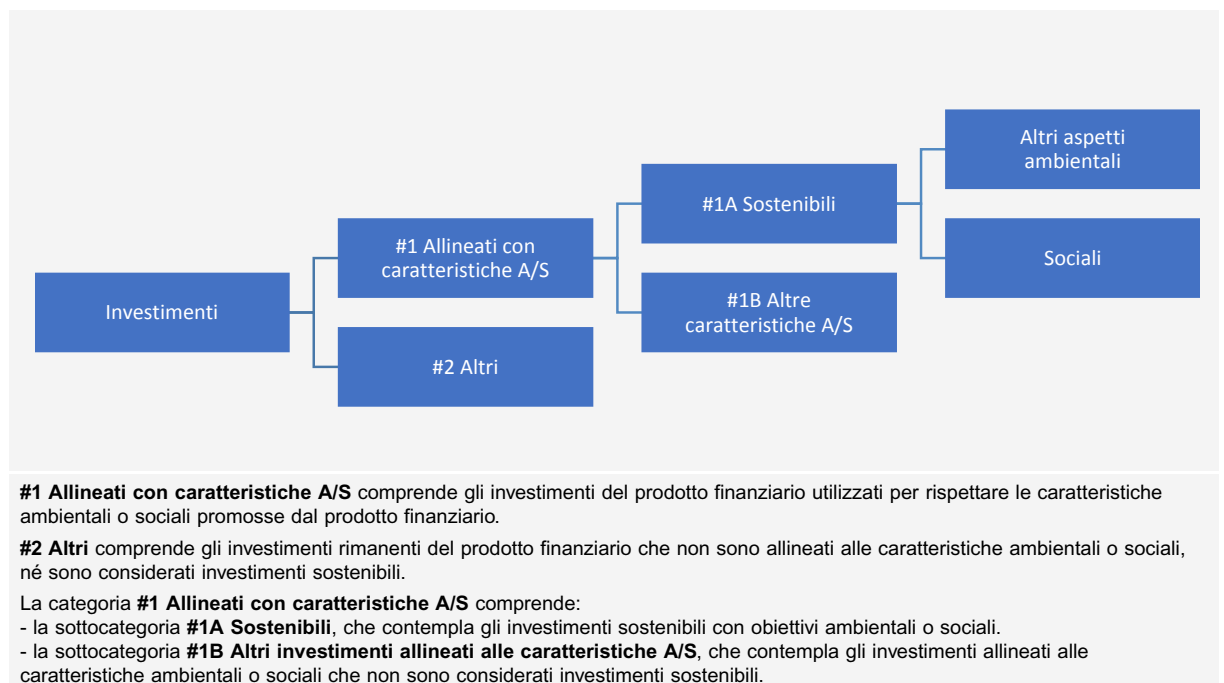 Altri aspetti
ambientali
#1A Sostenibili
#1 Allineati con
caratteristiche A/S
Sociali
Investimenti
#1B Altre
caratteristiche A/S
#2 Altri
#1 Allineati con caratteristiche A/S comprende gli investimenti del prodotto finanziario utilizzati per rispettare le caratteristiche
ambientali o sociali promosse dal prodotto finanziario.
#2 Altri comprende gli investimenti rimanenti del prodotto finanziario che non sono allineati alle caratteristiche ambientali o sociali,
né sono considerati investimenti sostenibili.
La categoria #1 Allineati con caratteristiche A/S comprende:
- la sottocategoria #1A Sostenibili, che contempla gli investimenti sostenibili con obiettivi ambientali o sociali.
- la sottocategoria #1B Altri investimenti allineati alle caratteristiche A/S, che contempla gli investimenti allineati alle
caratteristiche ambientali o sociali che non sono considerati investimenti sostenibili.